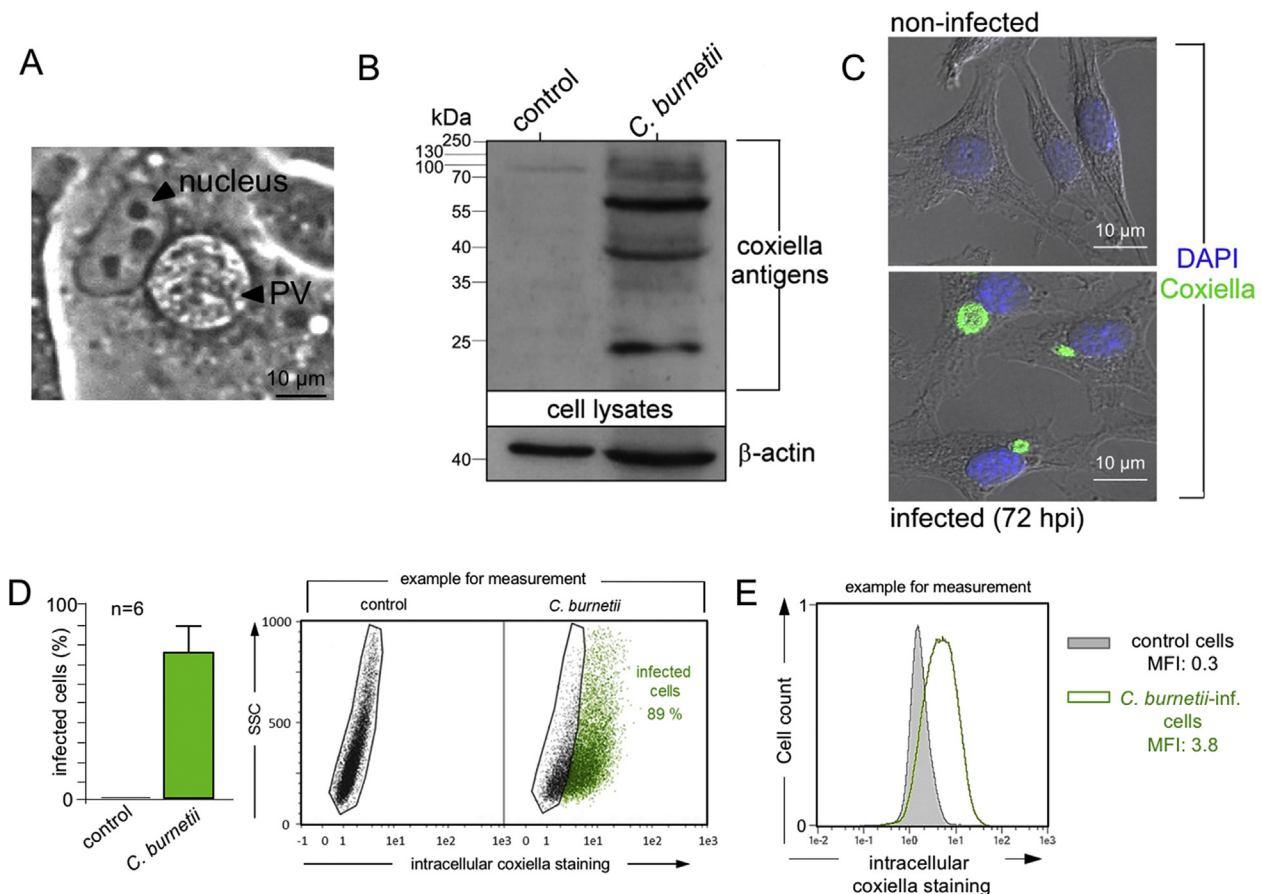 A
nucleus
PV
10 µm
B
control
C. burnetii
kDa
250
130
100
70
55
40
35
25
coxiella
antigens
cell lysates
40
β-actin
C
non-infected
10 µm
DAPI
Coxiella
10 µm
infected (72 hpi)
D
100
n=6
infected cells (%)
0
control
C. burnetii
example for measurement
control
C. burnetii
1000
500
0
SSC
infected
cells
89 %
-1 0 1 1e1 1e2 1e3
-1 0 1 1e1 1e2 1e3
intracellular coxiella staining
E
example for measurement
1
Cell count
0
1e-2 1e-1 1e0 1e1 1e2 1e3
intracellular
coxiella staining
control cells
MFI: 0.3
C. burnetii-inf.
cells
MFI: 3.8